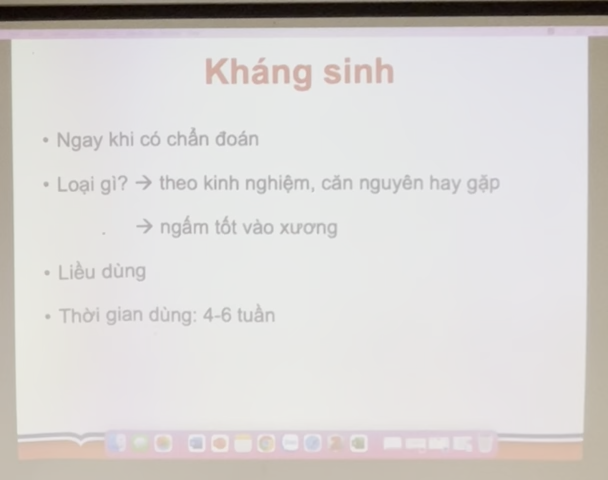 Kháng sinh
• Ngay khi có chẩn đoán
• Loại gì? → theo kinh nghiệm, căn nguyên hay gặp
→ ngấm tốt vào xương
• Liều dùng
• Thời gian dùng: 4-6 tuần